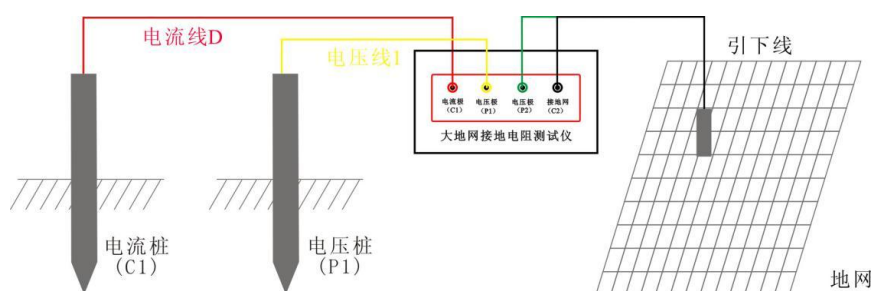 电流线D
电压线1
引下线
电流极 电压极 电压极 接地网
(C1) (P1) (P2) (C2)
大地网接地电阻测试仪
电流桩
(C1)
电压桩
(P1)
地网